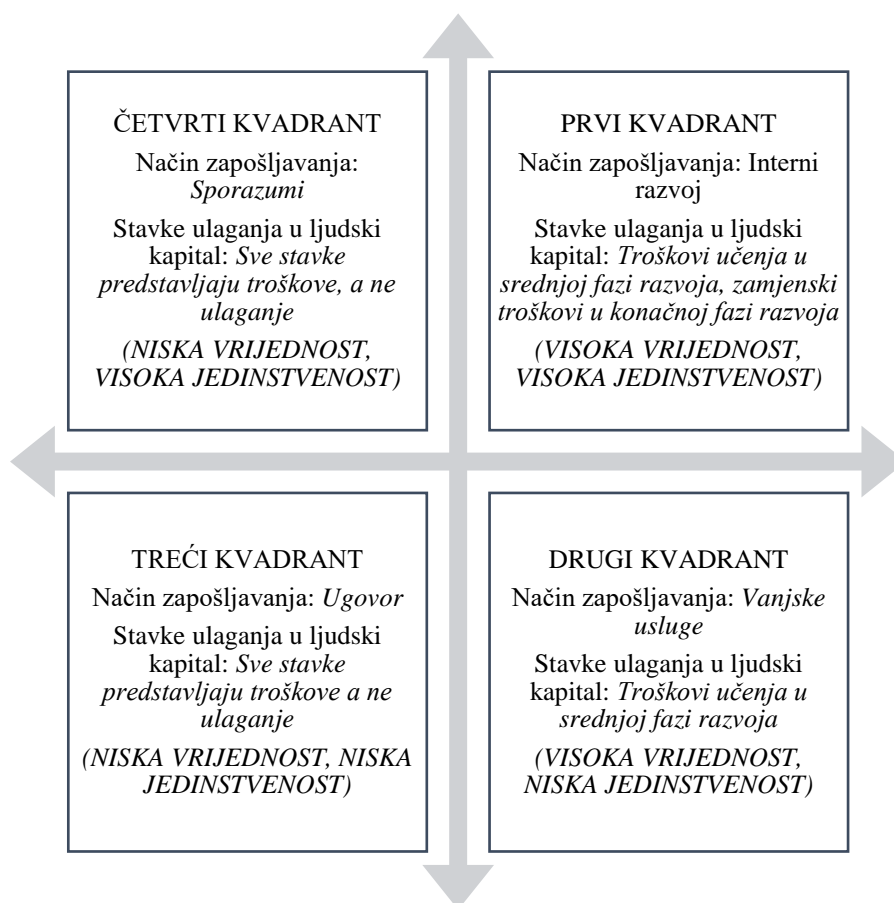 ČETVRTI KVADRANT
Način zapošljavanja:
Sporazumi
Stavke ulaganja u ljudski
kapital: Sve stavke
predstavljaju troškove, a ne
ulaganje
(NISKA VRIJEDNOST,
VISOKA JEDINSTVENOST)
PRVI KVADRANT
Način zapošljavanja: Interni
razvoj
Stavke ulaganja u ljudski
kapital: Troškovi učenja u
srednjoj fazi razvoja, zamjenski
troškovi u konačnoj fazi razvoja
(VISOKA VRIJEDNOST,
VISOKA JEDINSTVENOST)
TREĆI KVADRANT
Način zapošljavanja: Ugovor
Stavke ulaganja u ljudski
kapital: Sve stavke
predstavljaju troškove a ne
ulaganje
(NISKA VRIJEDNOST, NISKA
JEDINSTVENOST)
DRUGI KVADRANT
Način zapošljavanja: Vanjske
usluge
Stavke ulaganja u ljudski
kapital: Troškovi učenja u
srednjoj fazi razvoja
(VISOKA VRIJEDNOST,
NISKA JEDINSTVENOST)